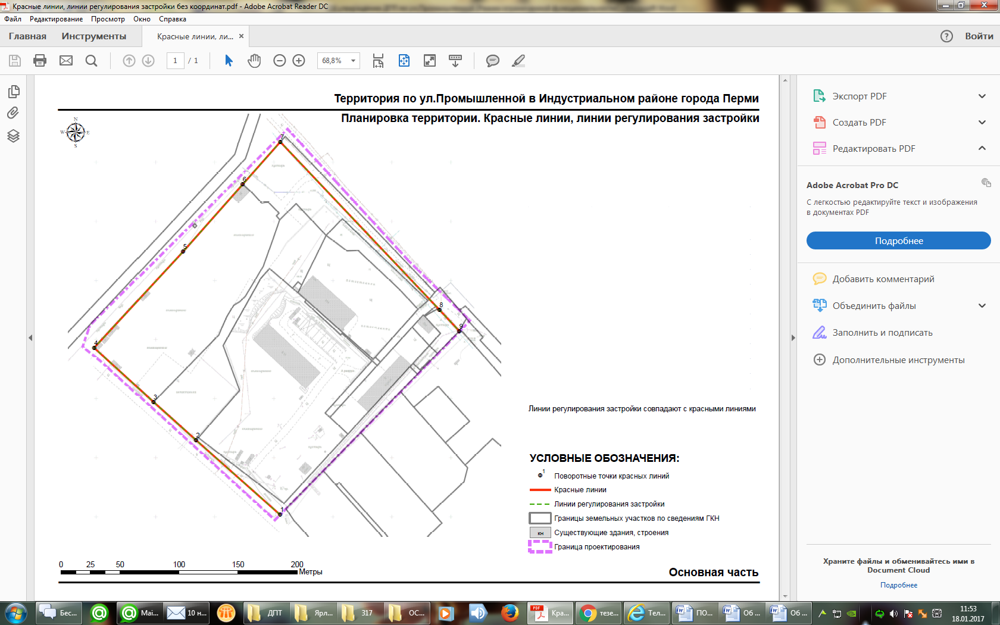 Красные линии, линии регулирования застройки без координат.pdf - Adobe Acrobat Reader DC
Файл Редактирование Просмотр Окно Справка
Главная Инструменты Красные линии, ли... × Войти
1 / 1 68,8%
Территория по ул.Промышленной в Индустриальном районе города Перми
Планировка территории. Красные линии, линии регулирования застройки
N
W E
S
7
6
5
8
9
4
3
2
1
Линии регулирования застройки совпадают с красными линиями
УСЛОВНЫЕ ОБОЗНАЧЕНИЯ:
1 Поворотные точки красных линий
Красные линии
Линии регулирования застройки
Границы земельных участков по сведениям ГКН
кн Существующие здания, строения
Граница проектирования
0 25 50 100 150 200
Метры
Основная часть
Экспорт PDF
Создать PDF
Редактировать PDF
Adobe Acrobat Pro DC
С легкостью редактируйте текст и изображения
в документах PDF
Подробнее
Добавить комментарий
Объединить файлы
Заполнить и подписать
Дополнительные инструменты
Храните файлы и обменивайтесь ими в
Document Cloud
Подробнее
Бес... Mai... 10 н... ДПТ Ярл... 317 ОС... Кра... тезе... Тел... ПО... Об ... Об ...
11:53
18.01.2017